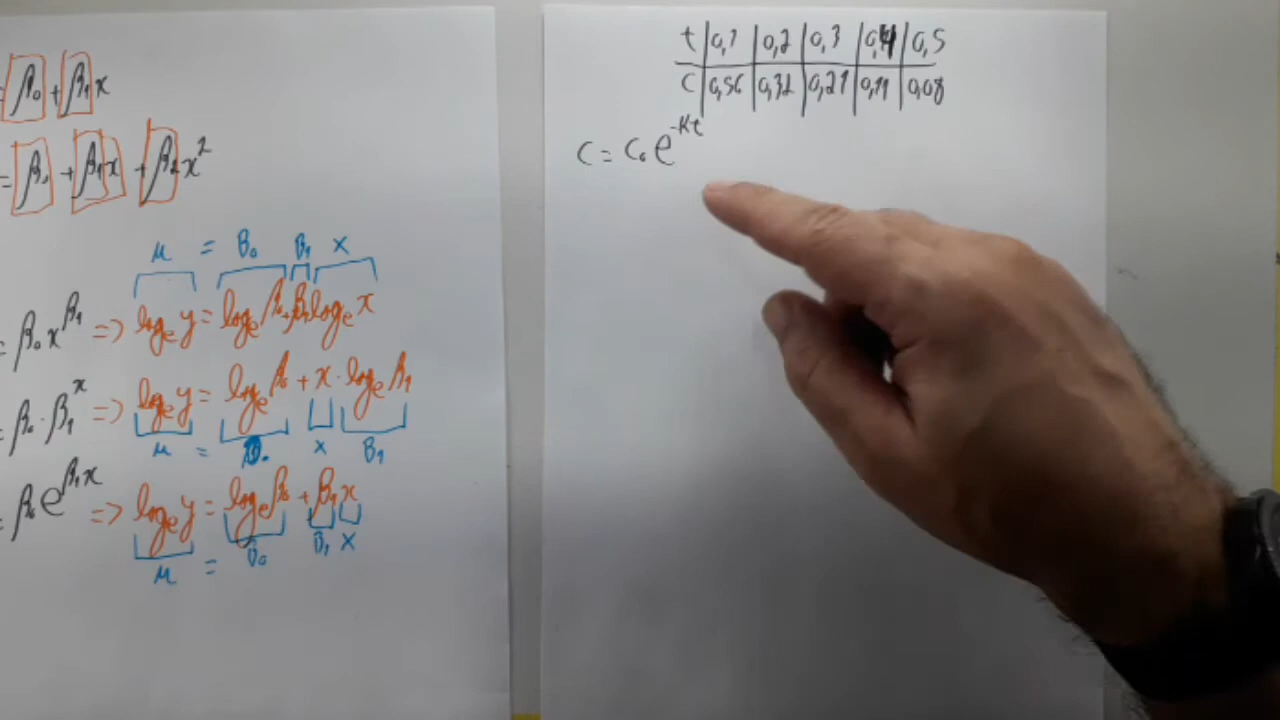 = β₀ + β₁x
= β₀ + β₁x + β₂x²
μ = B₀ B₁ x
= β₀x^β₁ => logₑy = logₑβ₀ + β₁logₑx
= β₀·β₁^x => logₑy = logₑβ₀ + x·logₑβ₁
μ = B₀ x B₁
= β₀e^β₁x => logₑy = logₑβ₀ + β₁x
μ = B₀ B₁ x
t | 0,1 | 0,2 | 0,3 | 0,4 | 0,5
C | 0,56 | 0,32 | 0,21 | 0,11 | 0,08
C = C₀e^-kt